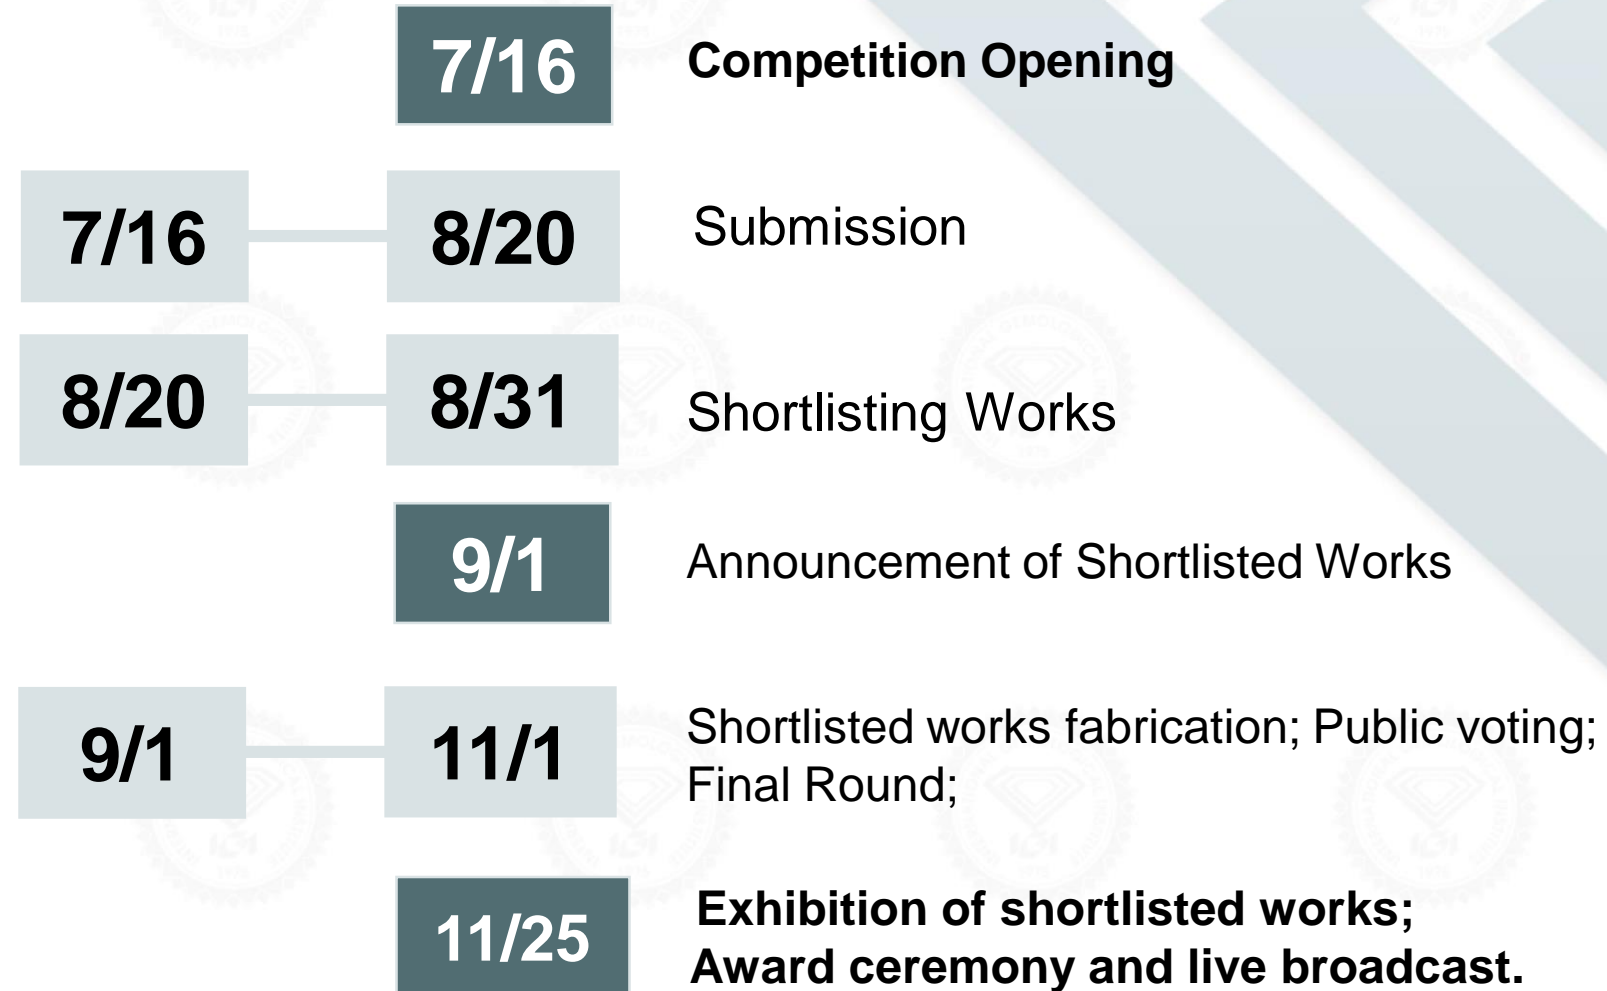 7/16 Competition Opening
7/16 8/20 Submission
8/20 8/31 Shortlisting Works
9/1 Announcement of Shortlisted Works
9/1 11/1 Shortlisted works fabrication; Public voting;
Final Round;
11/25 Exhibition of shortlisted works;
Award ceremony and live broadcast.